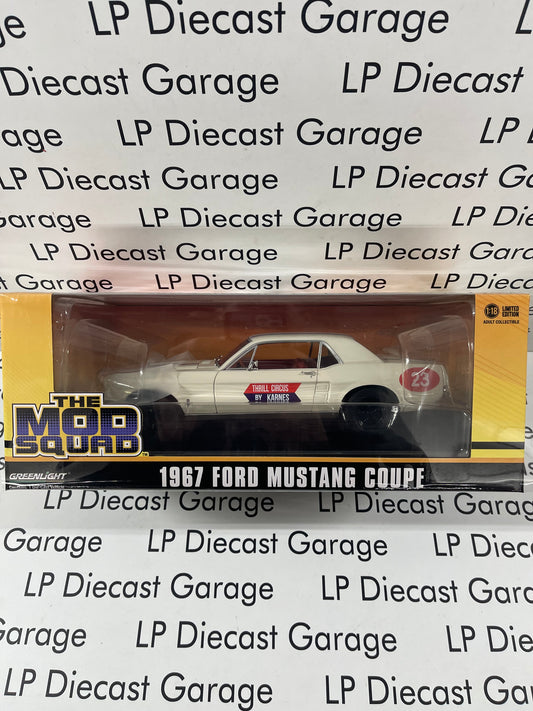 LP Diecast Garage
LP Diecast Garage
LP Diecast Garage
LP Diecast Garage
LP Diecast
LP Diecast Garage
LP Diecast Garage
LP Diecast Garage
LP Diecast Garage
LP Diecast Garage
1:18 LIMITED EDITION
ADULT COLLECTIBLE
THRILL CIRCUS
BY KARNES
23
THE
MOD
SQUAD
GREENLIGHT
1967 FORD MUSTANG COUPE
LP Diecast Garage
Garage LP Diecast Garage
LP Diecast Garage
LP Diecast Garage
LP Diecast Garage
LP Diecast Garage